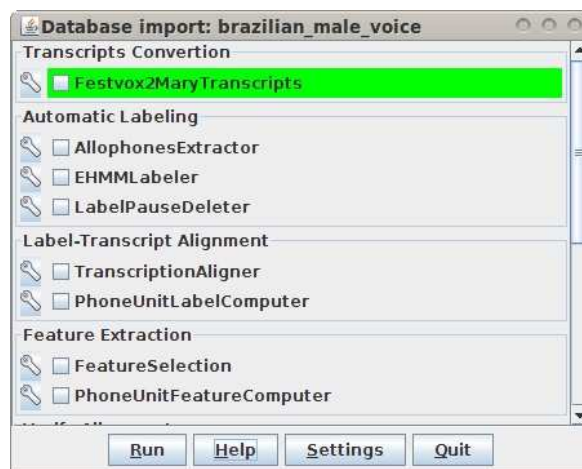 Database import: brazilian_male_voice
Transcripts Convertion
Festvox2MaryTranscripts
Automatic Labeling
AllophonesExtractor
EHMMLabeler
LabelPauseDeleter
Label-Transcript Alignment
TranscriptionAligner
PhoneUnitLabelComputer
Feature Extraction
FeatureSelection
PhoneUnitFeatureComputer
Run Help Settings Quit